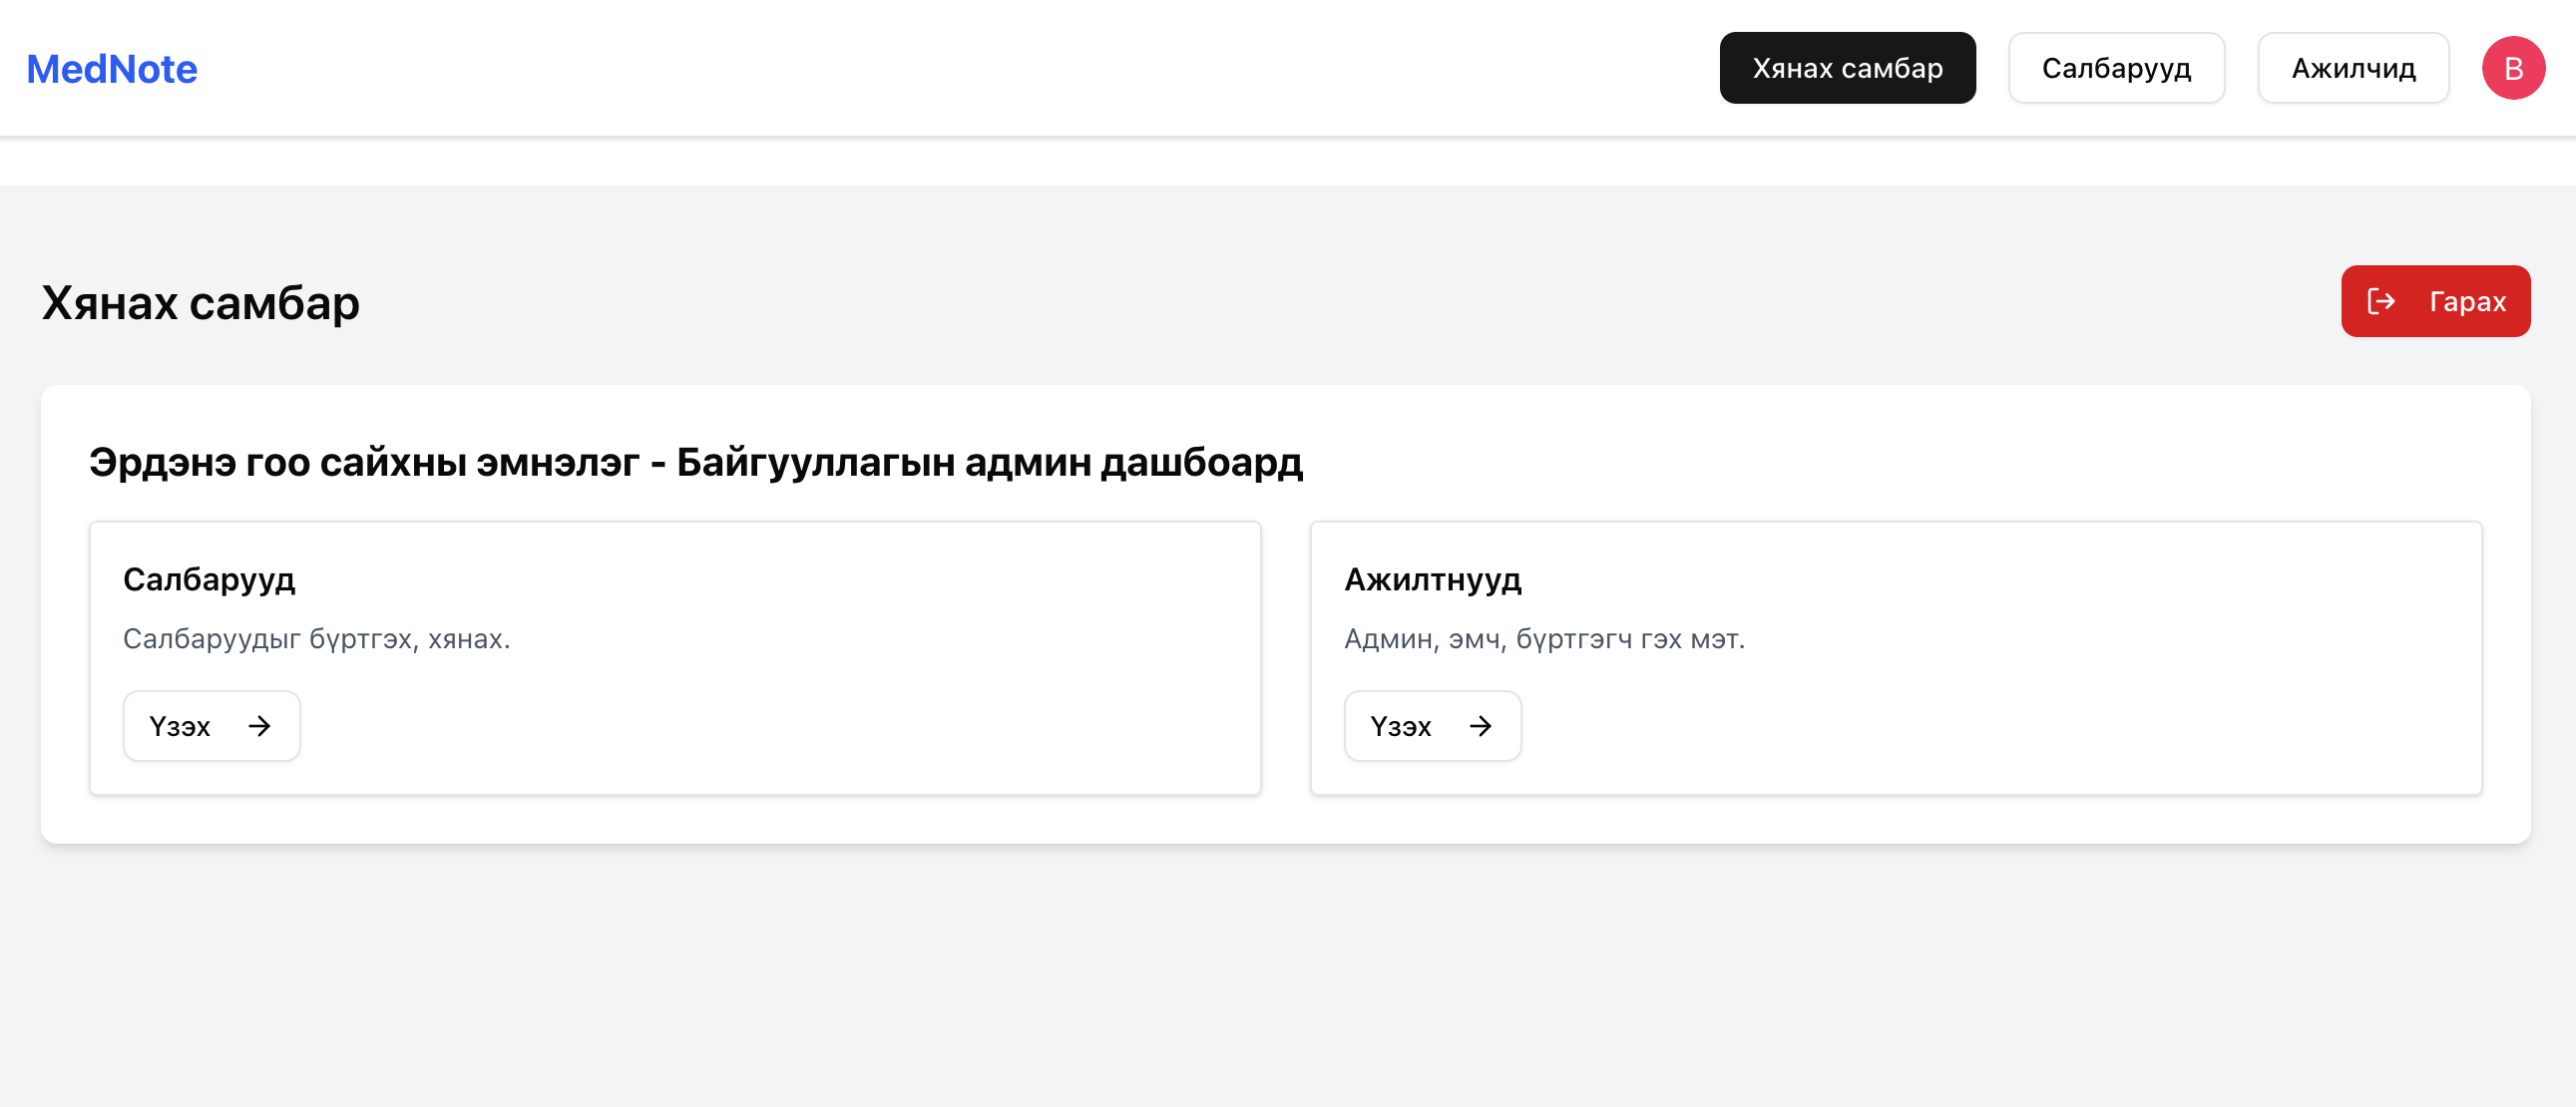 MedNote
Хянах самбар
Салбарууд
Ажилчид
B
Хянах самбар
Гарах
Эрдэнэ гоо сайхны эмнэлэг - Байгууллагын админ дашбоард
Салбарууд
Салбаруудыг бүртгэх, хянах.
Үзэх
Ажилтнууд
Админ, эмч, бүртгэгч гэх мэт.
Үзэх